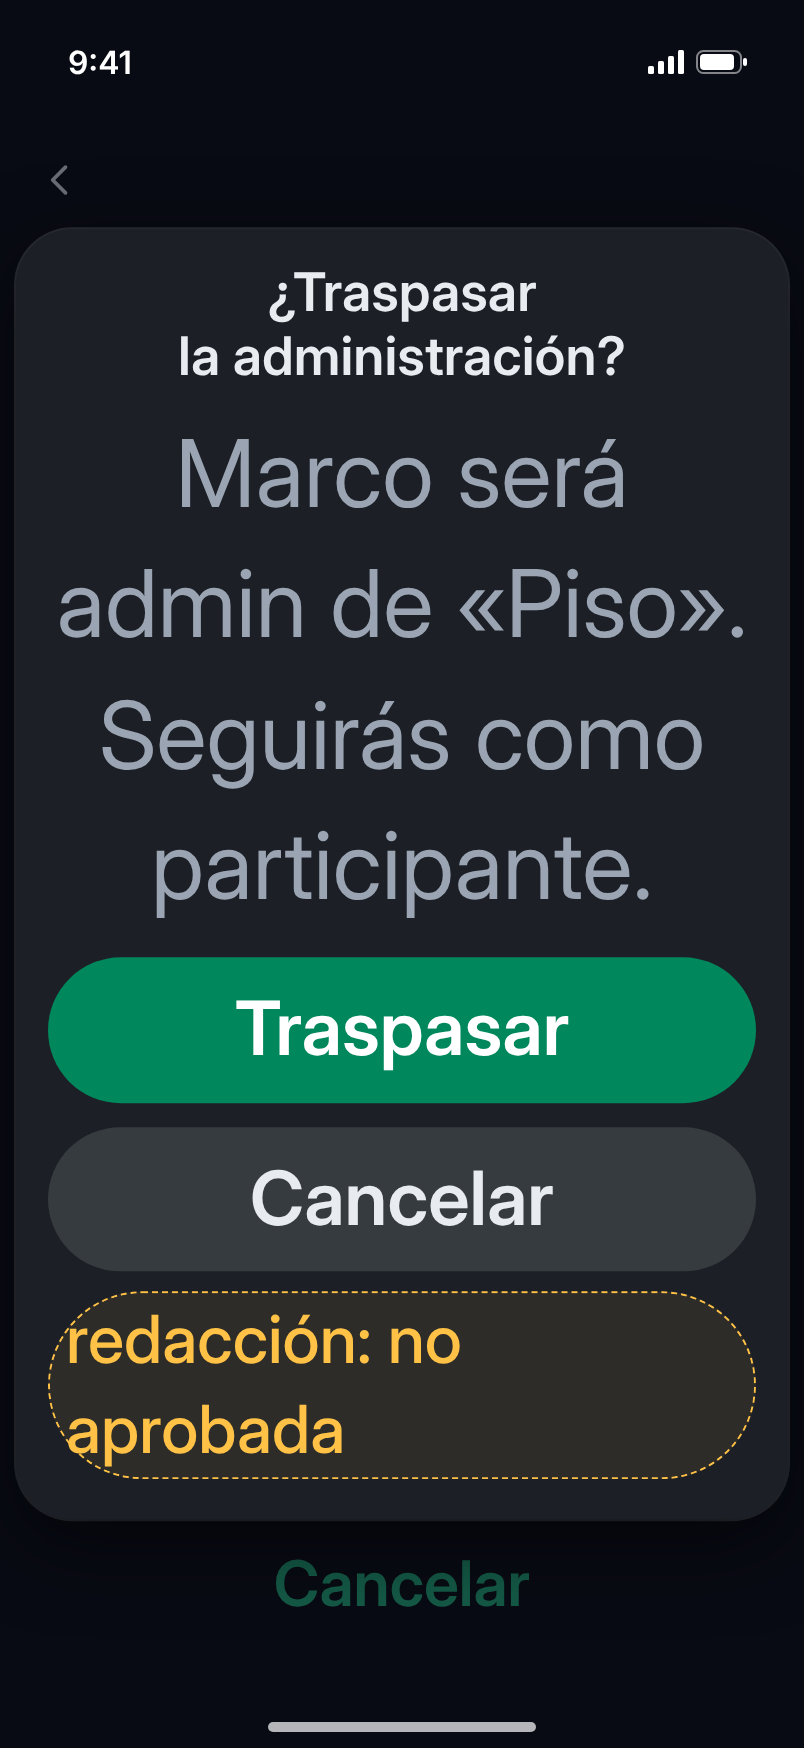 9:41
¿Traspasar
la administración?
Marco será
admin de «Piso».
Seguirás como
participante.
Traspasar
Cancelar
redacción: no
aprobada
Cancelar